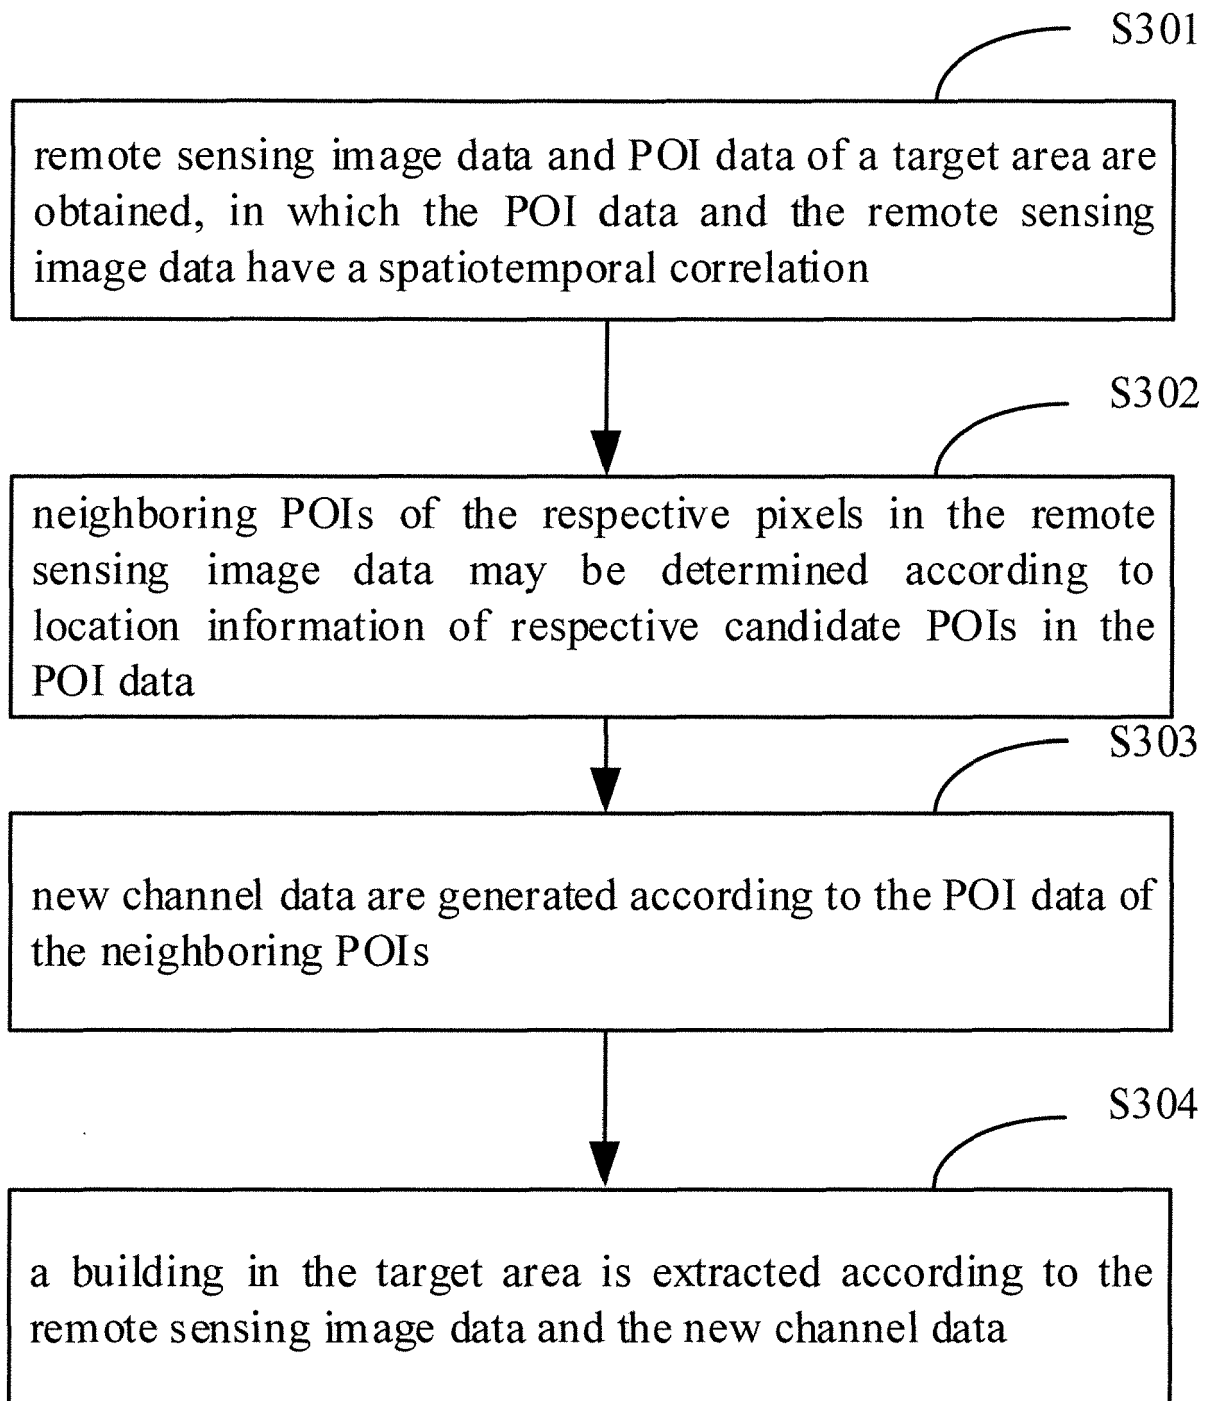 S301
remote sensing image data and POI data of a target area are
obtained, in which the POI data and the remote sensing
image data have a spatiotemporal correlation
S302
neighboring POIs of the respective pixels in the remote
sensing image data may be determined according to
location information of respective candidate POIs in the
POI data
S303
new channel data are generated according to the POI data of
the neighboring POIs
S304
a building in the target area is extracted according to the
remote sensing image data and the new channel data